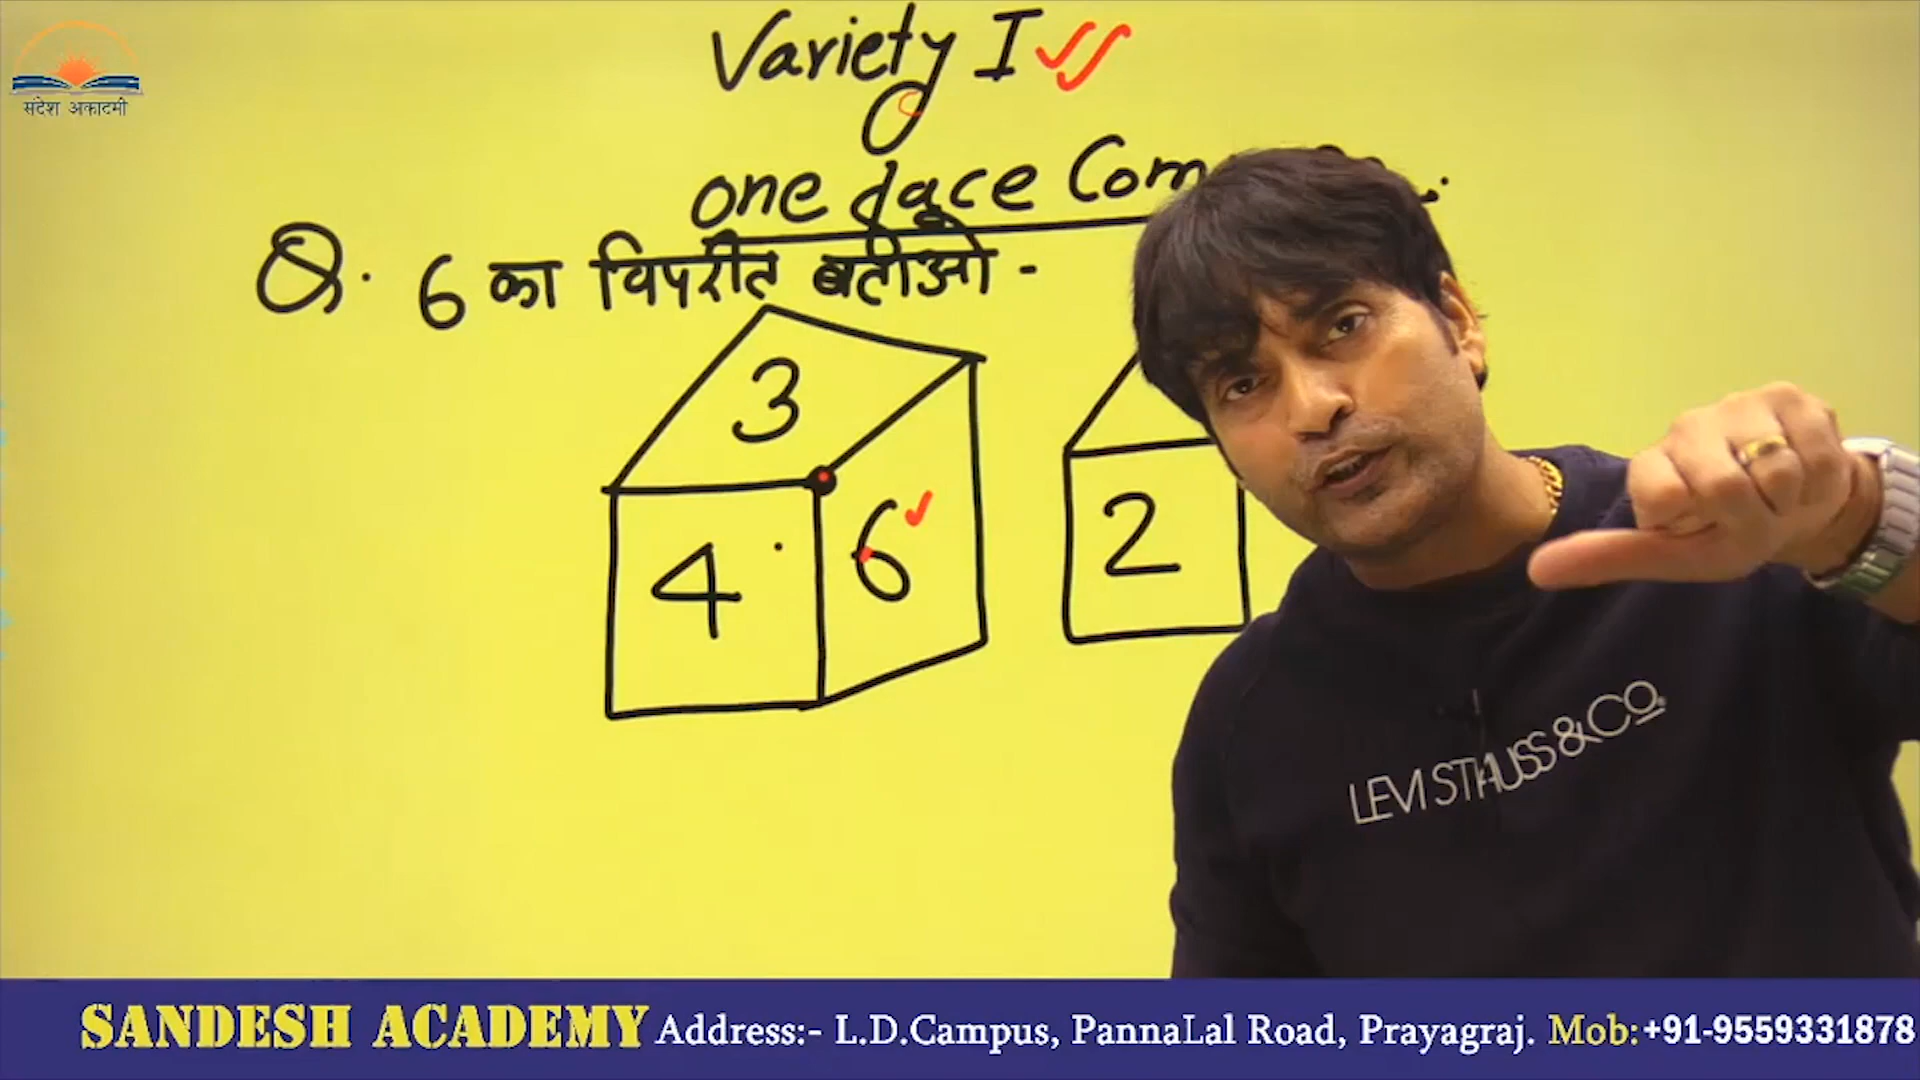 संदेश अकादमी
Variety I
one face
Q. 6 का विपरीत बताओ -
3
4
6
2
LEVI STRAUSS & CO
SANDESH ACADEMY Address:- L.D.Campus, PannaLal Road, Prayagraj. Mob:+91-9559331878